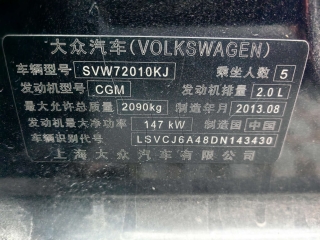 大众汽车(VOLKSWAGEN)
车辆型号 SVW72010KJ 乘坐人数 5
发动机型号 CGM 发动机排量 2.0L
最大允许总质量 2090kg 制造年月 2013.08
发动机最大净功率 147kW 制造国 中国
车辆识别代号 LSVCJ6A48DN143430
上海大众汽车有限公司